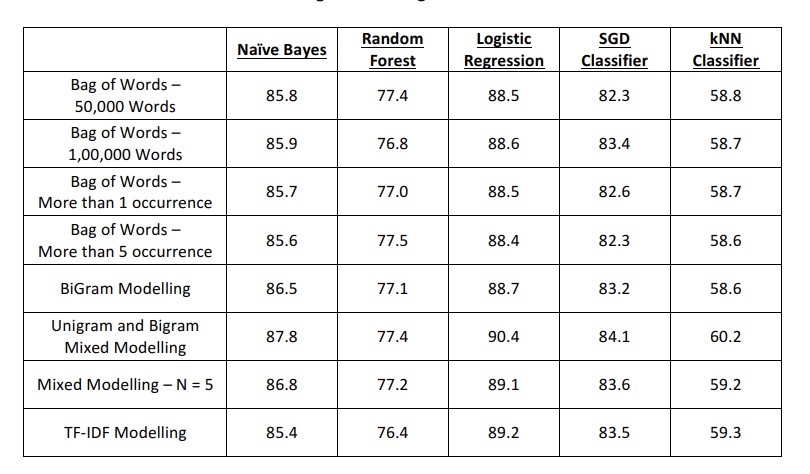 Naïve Bayes
Random
Forest
Logistic
Regression
SGD
Classifier
kNN
Classifier
Bag of Words –
50,000 Words
85.8
77.4
88.5
82.3
58.8
Bag of Words –
1,00,000 Words
85.9
76.8
88.6
83.4
58.7
Bag of Words –
More than 1 occurrence
85.7
77.0
88.5
82.6
58.7
Bag of Words –
More than 5 occurrence
85.6
77.5
88.4
82.3
58.6
BiGram Modelling
86.5
77.1
88.7
83.2
58.6
Unigram and Bigram
Mixed Modelling
87.8
77.4
90.4
84.1
60.2
Mixed Modelling – N = 5
86.8
77.2
89.1
83.6
59.2
TF-IDF Modelling
85.4
76.4
89.2
83.5
59.3